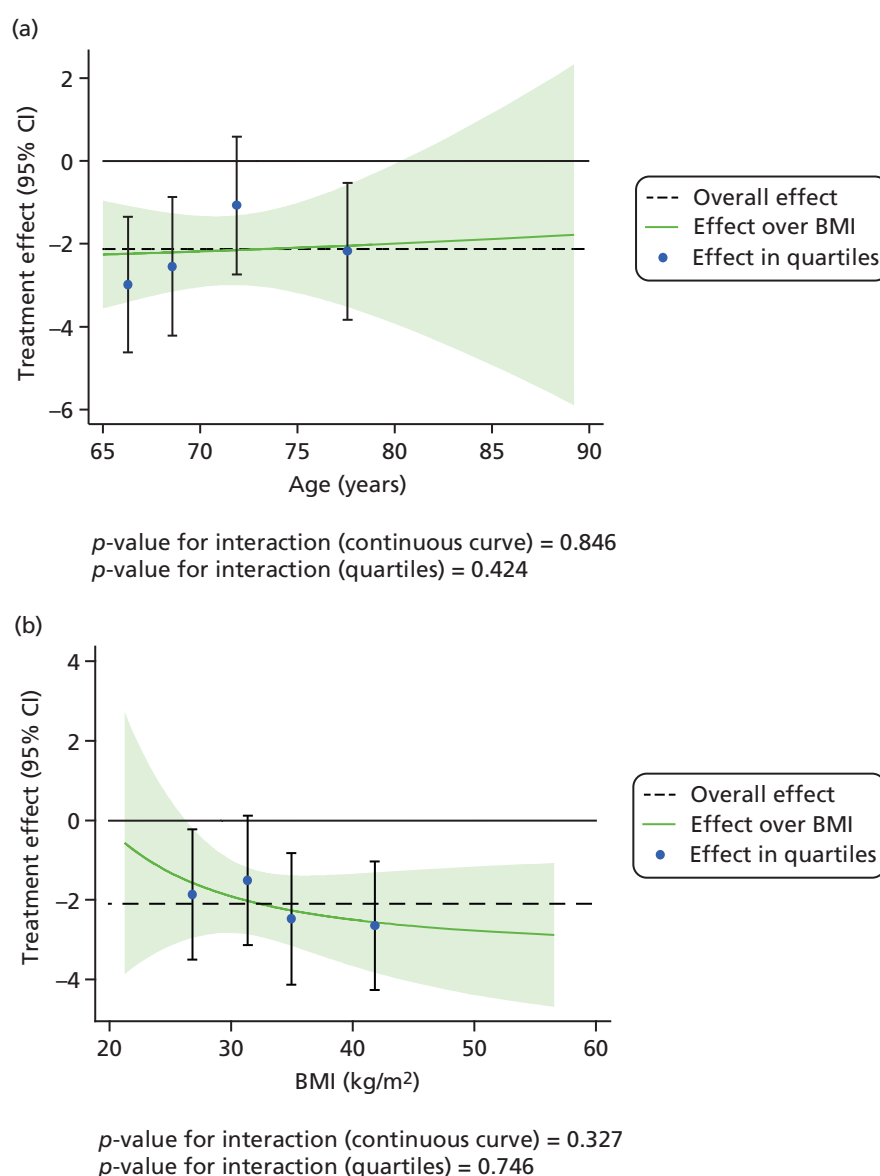 (a)
2
0
−2
−4
−6
Treatment effect (95% CI)
65 70 75 80 85 90
Age (years)
Overall effect
Effect over BMI
Effect in quartiles
p-value for interaction (continuous curve) = 0.846
p-value for interaction (quartiles) = 0.424
(b)
4
2
0
−2
−4
Treatment effect (95% CI)
20 30 40 50 60
BMI (kg/m²)
Overall effect
Effect over BMI
Effect in quartiles
p-value for interaction (continuous curve) = 0.327
p-value for interaction (quartiles) = 0.746